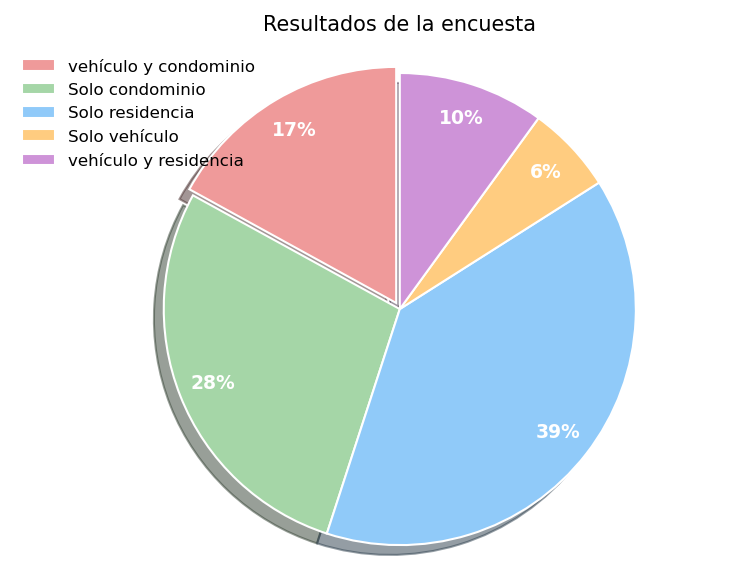 Resultados de la encuesta
vehículo y condominio
Solo condominio
Solo residencia
Solo vehículo
vehículo y residencia
17%
10%
6%
28%
39%